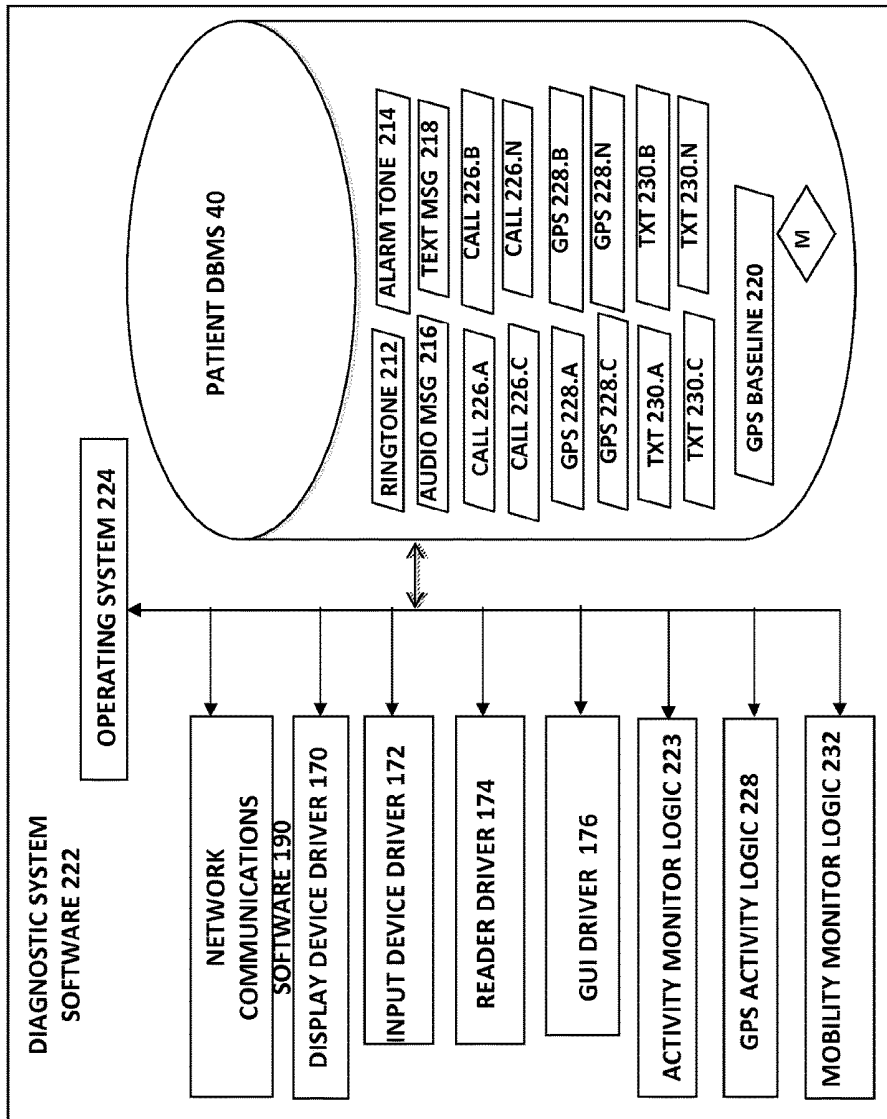 DIAGNOSTIC SYSTEM
SOFTWARE 222
OPERATING SYSTEM 224
NETWORK
COMMUNICATIONS
SOFTWARE 190
DISPLAY DEVICE DRIVER 170
INPUT DEVICE DRIVER 172
READER DRIVER 174
GUI DRIVER 176
ACTIVITY MONITOR LOGIC 223
GPS ACTIVITY LOGIC 228
MOBILITY MONITOR LOGIC 232
PATIENT DBMS 40
RINGTONE 212
ALARM TONE 214
AUDIO MSG 216
TEXT MSG 218
CALL 226.A
CALL 226.B
CALL 226.C
CALL 226.N
GPS 228.A
GPS 228.B
GPS 228.C
GPS 228.N
TXT 230.A
TXT 230.B
TXT 230.C
TXT 230.N
GPS BASELINE 220
M